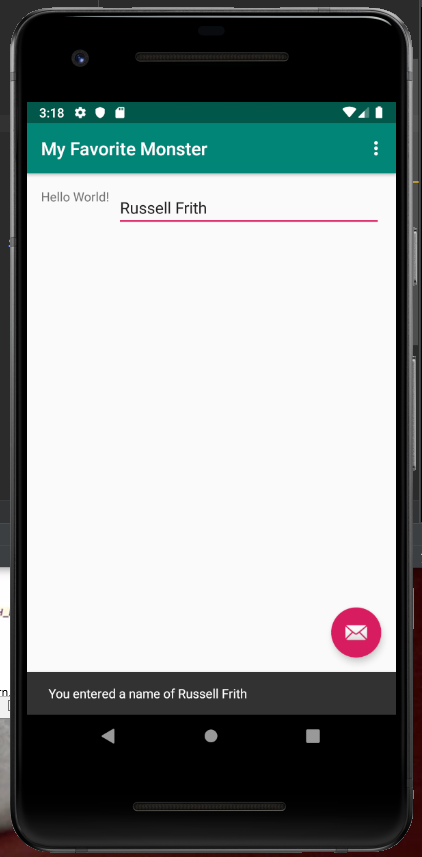 3:18
My Favorite Monster
Hello World!
Russell Frith
You entered a name of Russell Frith